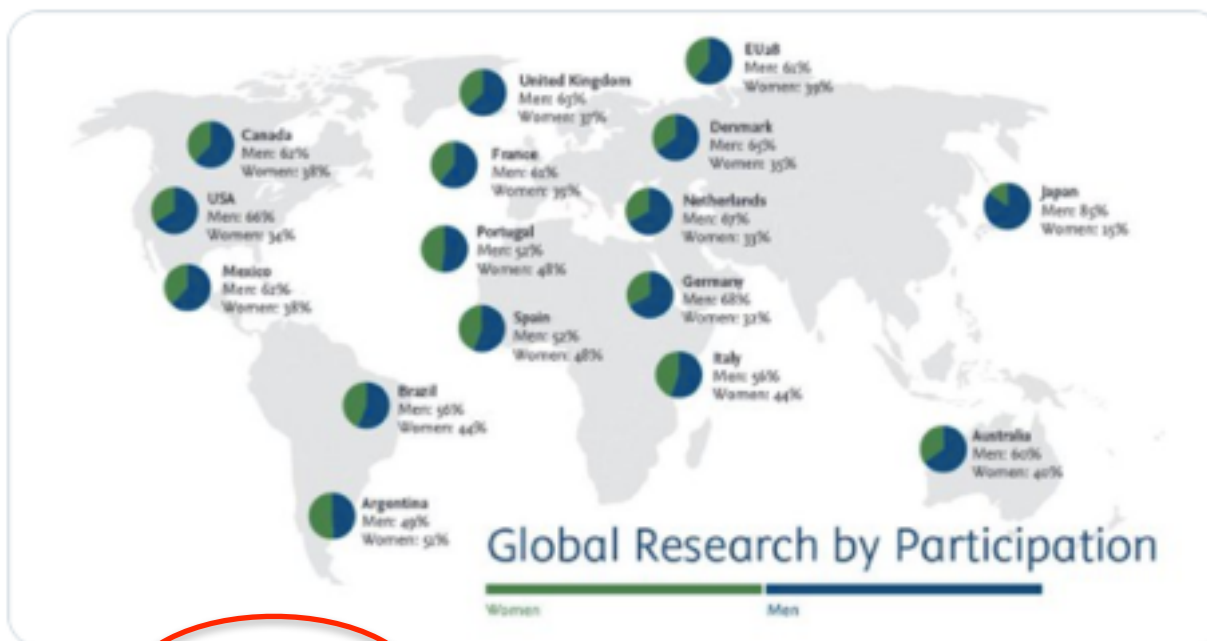 EU28
Men: 61%
Women: 39%
United Kingdom
Men: 63%
Women: 37%
Canada
Men: 62%
Women: 38%
Denmark
Men: 65%
Women: 35%
France
Men: 61%
Women: 39%
USA
Men: 66%
Women: 34%
Netherlands
Men: 67%
Women: 33%
Japan
Men: 85%
Women: 15%
Portugal
Men: 52%
Women: 48%
Mexico
Men: 62%
Women: 38%
Germany
Men: 68%
Women: 32%
Spain
Men: 52%
Women: 48%
Italy
Men: 56%
Women: 44%
Brazil
Men: 56%
Women: 44%
Australia
Men: 60%
Women: 40%
Argentina
Men: 49%
Women: 51%
Global Research by Participation
Women Men